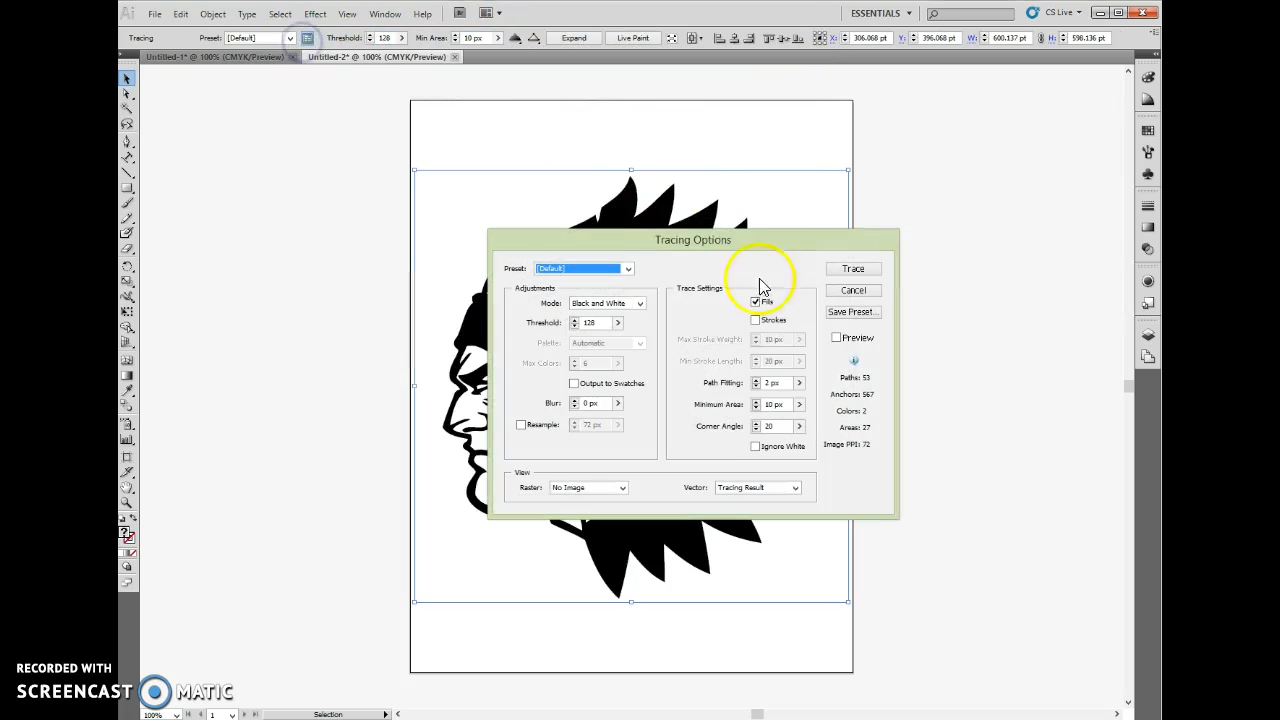 Ai File Edit Object Type Select Effect View Window Help Br ESSENTIALS CS Live
Tracing Preset: [Default] Threshold: 128 Min Area: 10 px Expand Live Paint X: 306.068 pt Y: 396.068 pt W: 600.137 pt H: 598.136 pt
Untitled-1* @ 100% (CMYK/Preview) Untitled-2* @ 100% (CMYK/Preview)
Tracing Options
Preset: [Default] Trace
Adjustments Trace Settings Cancel
Mode: Black and White Fills Save Preset...
Threshold: 128 Strokes
Palette: Automatic Max Stroke Weight: 10 px Preview
Max Colors: 6 Min Stroke Length: 20 px
Output to Swatches Path Fitting: 2 px Paths: 53
Blur: 0 px Minimum Area: 10 px Anchors: 567
Resample: 72 px Corner Angle: 20 Colors: 2
Ignore White Areas: 27
Image PPI: 72
View
Raster: No Image Vector: Tracing Result
RECORDED WITH
SCREENCAST MATIC
100% 1 Selection